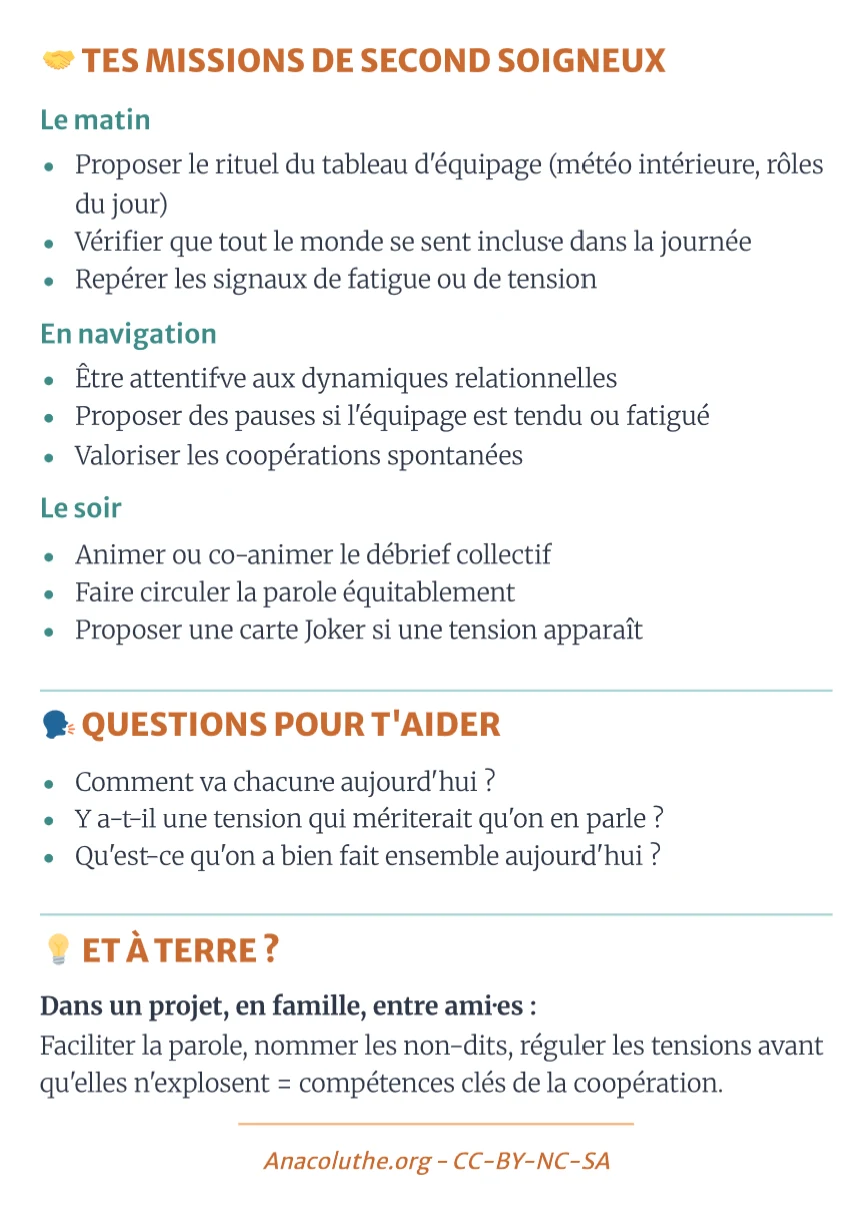 🤝 TES MISSIONS DE SECOND SOIGNEUX
Le matin
• Proposer le rituel du tableau d'équipage (météo intérieure, rôles
du jour)
• Vérifier que tout le monde se sent inclus·e dans la journée
• Repérer les signaux de fatigue ou de tension
En navigation
• Être attentif·ve aux dynamiques relationnelles
• Proposer des pauses si l'équipage est tendu ou fatigué
• Valoriser les coopérations spontanées
Le soir
• Animer ou co-animer le débrief collectif
• Faire circuler la parole équitablement
• Proposer une carte Joker si une tension apparaît
🗣️ QUESTIONS POUR T'AIDER
• Comment va chacun·e aujourd'hui ?
• Y a-t-il une tension qui mériterait qu'on en parle ?
• Qu'est-ce qu'on a bien fait ensemble aujourd'hui ?
💡 ET À TERRE ?
Dans un projet, en famille, entre ami·es :
Faciliter la parole, nommer les non-dits, réguler les tensions avant
qu'elles n'explosent = compétences clés de la coopération.
Anacoluthe.org - CC-BY-NC-SA